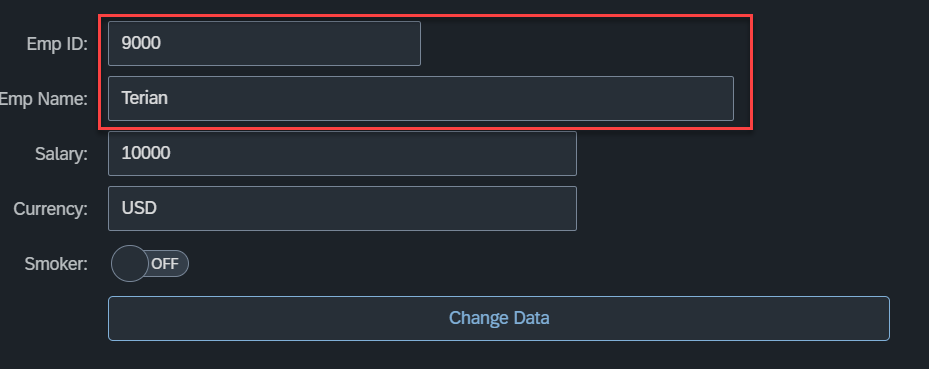 Emp ID: 9000
Emp Name: Terian
Salary: 10000
Currency: USD
Smoker: OFF
Change Data